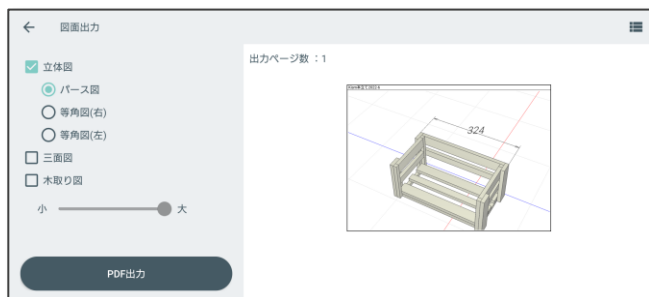 図面出力
立体図
パース図
等角図(右)
等角図(左)
三面図
木取り図
小 大
PDF出力
出力ページ数 ：1
324